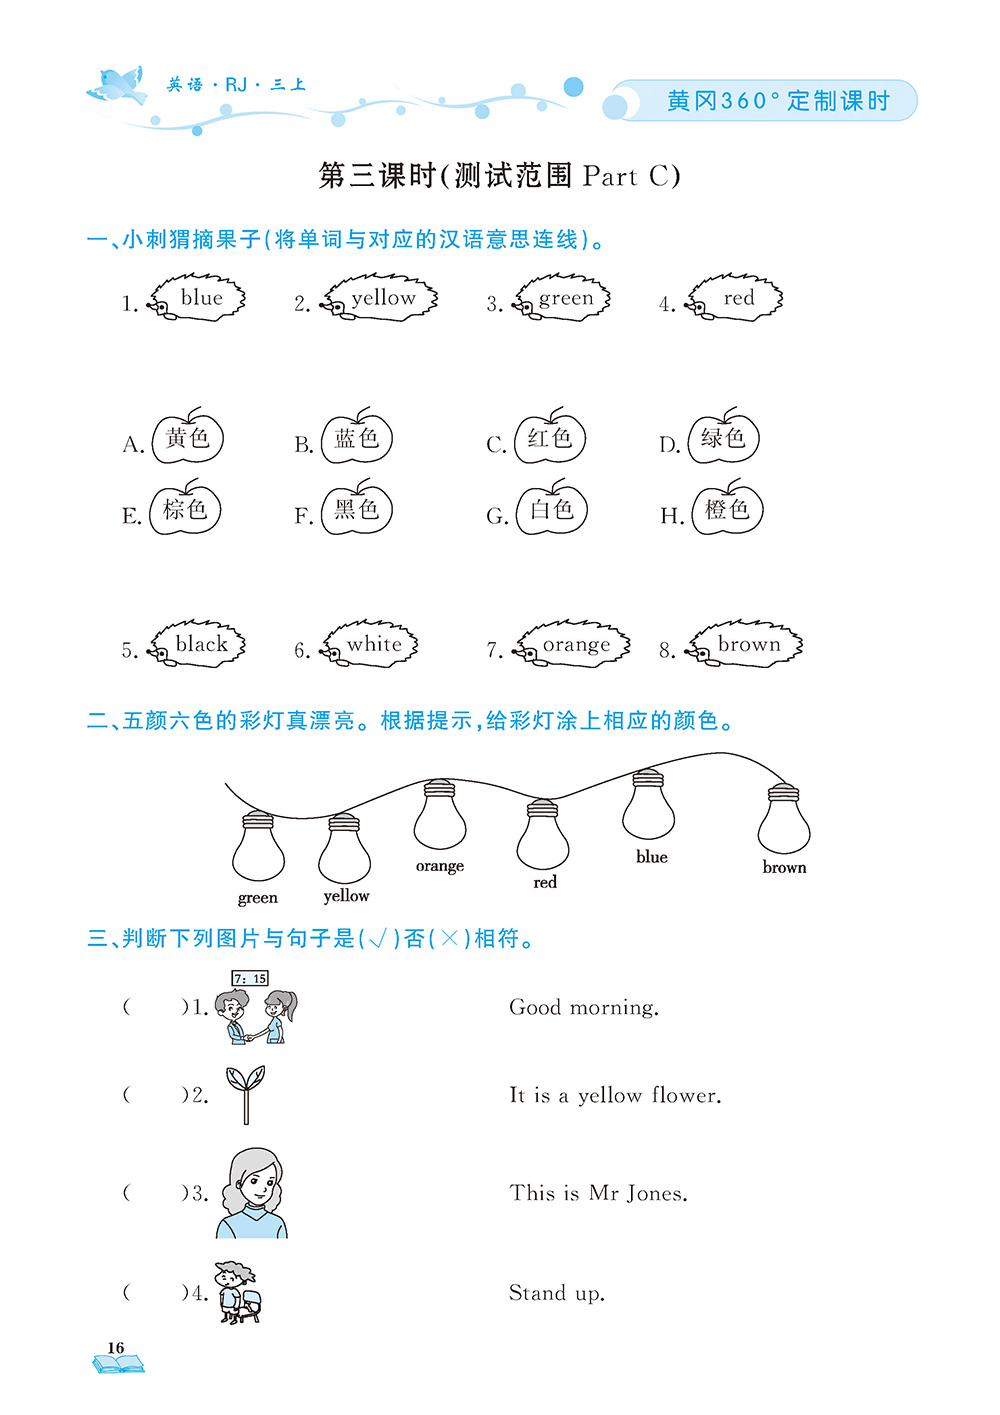 英语·RJ·三上
黄冈360°定制课时
第三课时(测试范围 Part C)
一、小刺猬摘果子(将单词与对应的汉语意思连线)。
1. blue 2. yellow 3. green 4. red
A. 黄色 B. 蓝色 C. 红色 D. 绿色
E. 棕色 F. 黑色 G. 白色 H. 橙色
5. black 6. white 7. orange 8. brown
二、五颜六色的彩灯真漂亮。根据提示,给彩灯涂上相应的颜色。
green yellow orange red blue brown
三、判断下列图片与句子是(√)否(×)相符。
7: 15
( )1. Good morning.
( )2. It is a yellow flower.
( )3. This is Mr Jones.
( )4. Stand up.
16